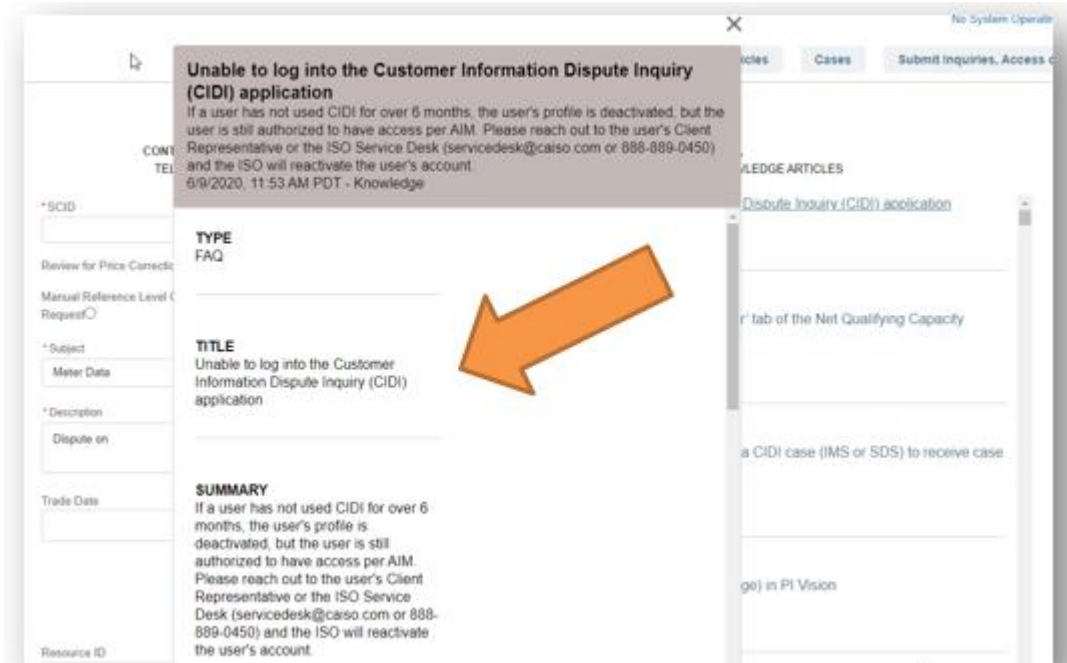 No System Operatin
icles
Cases
Submit Inquiries, Access c
Unable to log into the Customer Information Dispute Inquiry
(CIDI) application
If a user has not used CIDI for over 6 months, the user's profile is deactivated, but the
user is still authorized to have access per AIM. Please reach out to the user's Client
Representative or the ISO Service Desk (servicedesk@caiso.com or 888-889-0450)
and the ISO will reactivate the user's account.
6/9/2020, 11:53 AM PDT - Knowledge
CONT
TEL
*SCID
Review for Price Correctio
Manual Reference Level C
Request
*Subject
Meter Data
*Description
Dispute on
Trade Date
Resource ID
TYPE
FAQ
TITLE
Unable to log into the Customer
Information Dispute Inquiry (CIDI)
application
SUMMARY
If a user has not used CIDI for over 6
months, the user's profile is
deactivated, but the user is still
authorized to have access per AIM.
Please reach out to the user's Client
Representative or the ISO Service
Desk (servicedesk@caiso.com or 888-
889-0450) and the ISO will reactivate
the user's account.
VLEDGE ARTICLES
Dispute Inquiry (CIDI) application
r' tab of the Net Qualifying Capacity
a CIDI case (IMS or SDS) to receive case
ge) in PI Vision